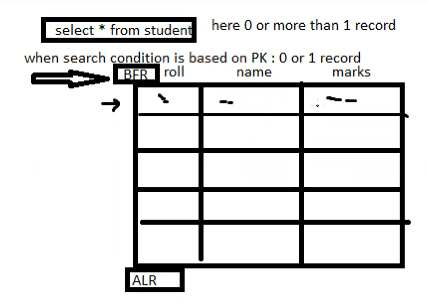 select * from student here 0 or more than 1 record
when search condition is based on PK : 0 or 1 record
BFR roll name marks
ALR